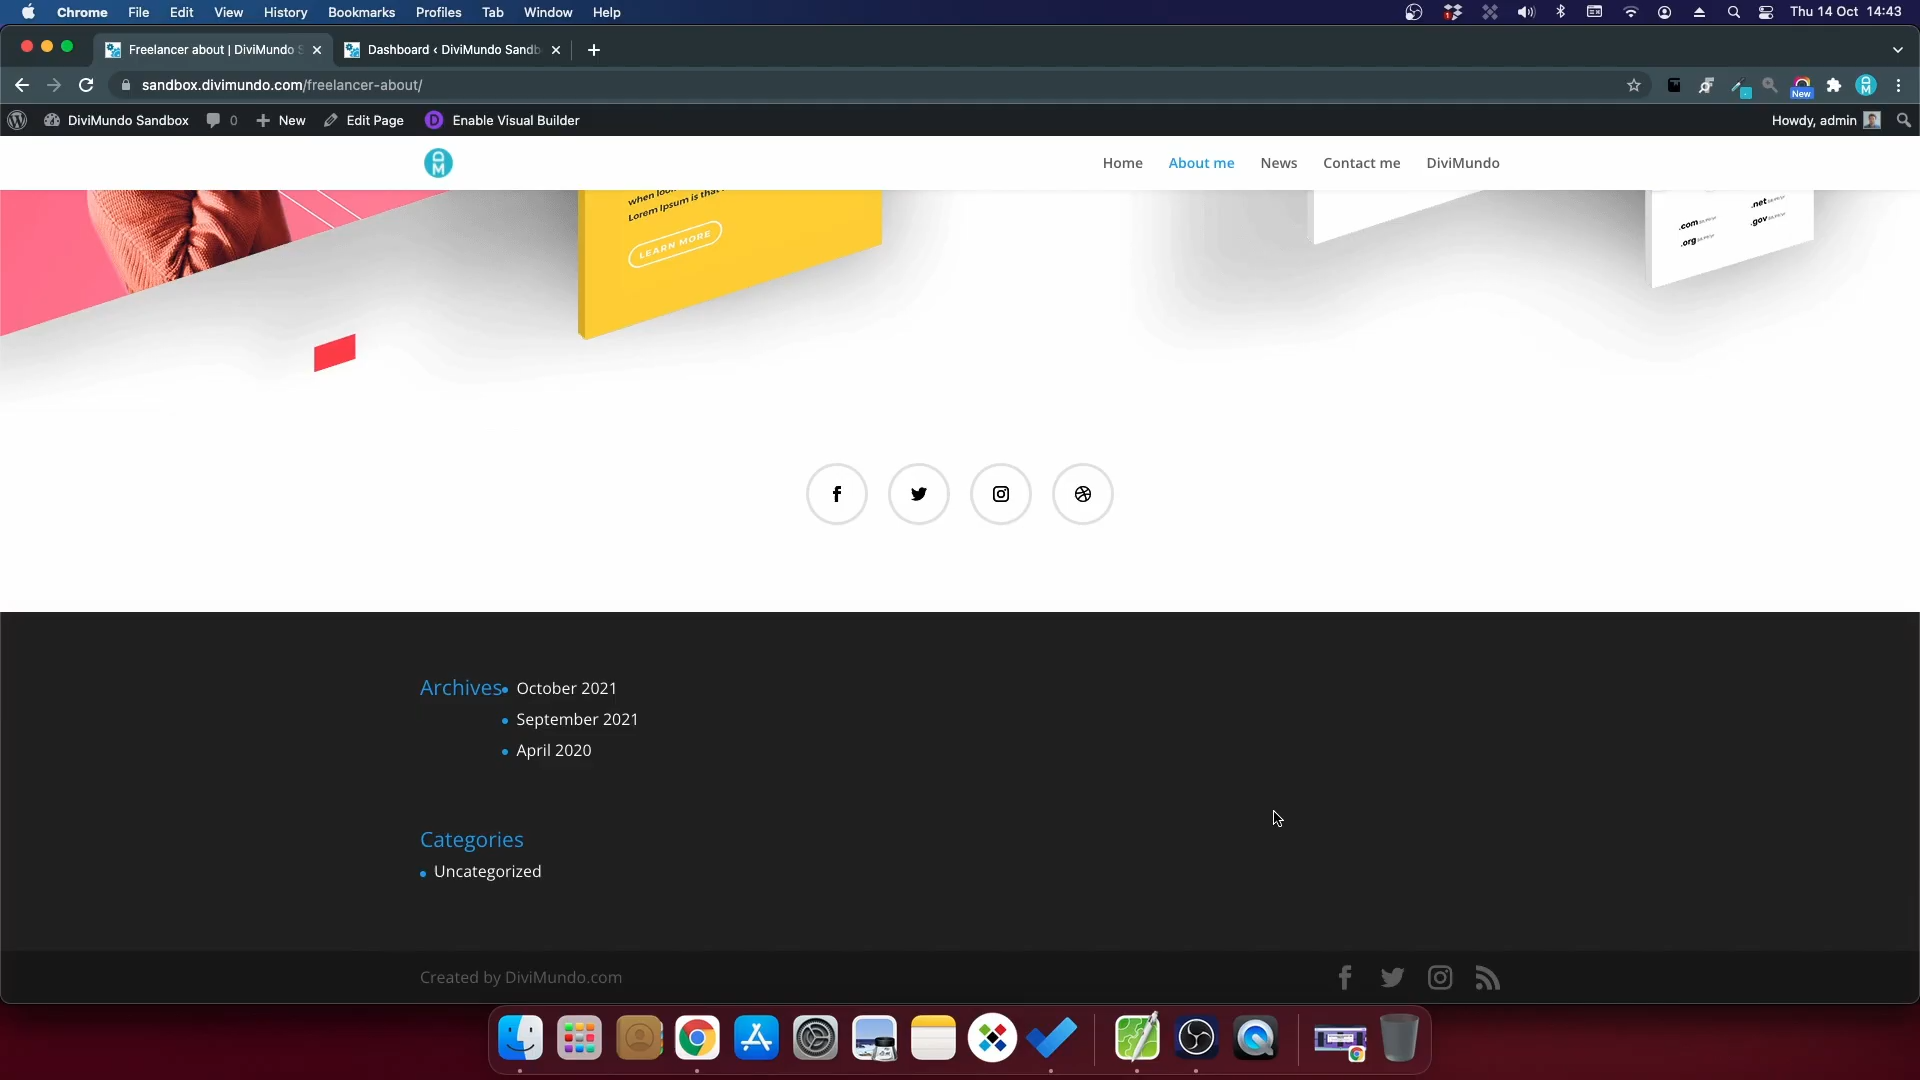 Chrome File Edit View History Bookmarks Profiles Tab Window Help
Thu 14 Oct 14:43
Freelancer about | DiviMundo S
Dashboard ‹ DiviMundo Sandb
sandbox.divimundo.com/freelancer-about/
New
DiviMundo Sandbox 0 New Edit Page Enable Visual Builder
Howdy, admin
Home About me News Contact me DiviMundo
Lorem Ipsum is that
LEARN MORE
.com
.net
.org
.gov
Archives
October 2021
September 2021
April 2020
Categories
Uncategorized
Created by DiviMundo.com